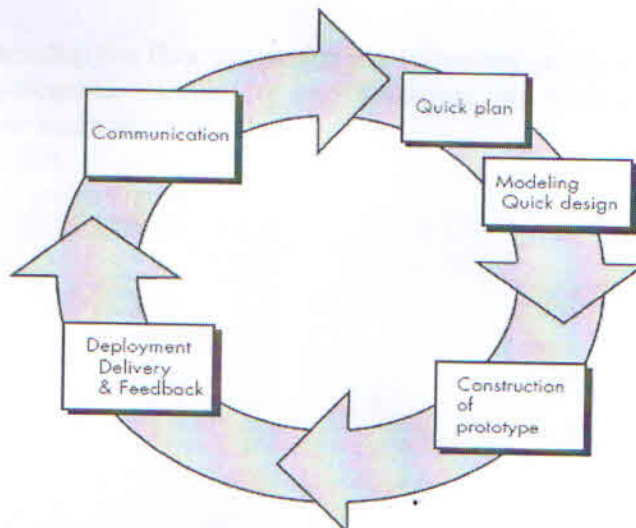 Communication
Quick plan
Modeling
Quick design
Construction
of
prototype
Deployment
Delivery
& Feedback